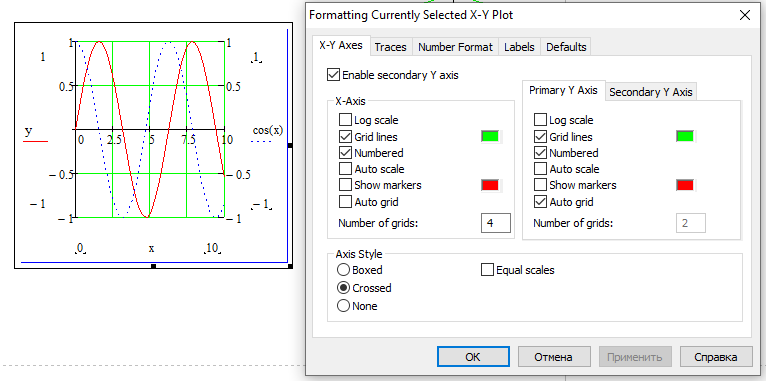 Formatting Currently Selected X-Y Plot
X-Y Axes Traces Number Format Labels Defaults
Enable secondary Y axis
X-Axis
Log scale
Grid lines
Numbered
Auto scale
Show markers
Auto grid
Number of grids: 4
Primary Y Axis Secondary Y Axis
Log scale
Grid lines
Numbered
Auto scale
Show markers
Auto grid
Number of grids: 2
Axis Style
Boxed
Crossed
None
Equal scales
OK Отмена Применить Справка
1 1 1 1
0.5 0.5
y cos(x)
0 2.5 5 7.5 10
− 0.5 − 0.5
− 1 − 1 − 1 − 1
0 x 10